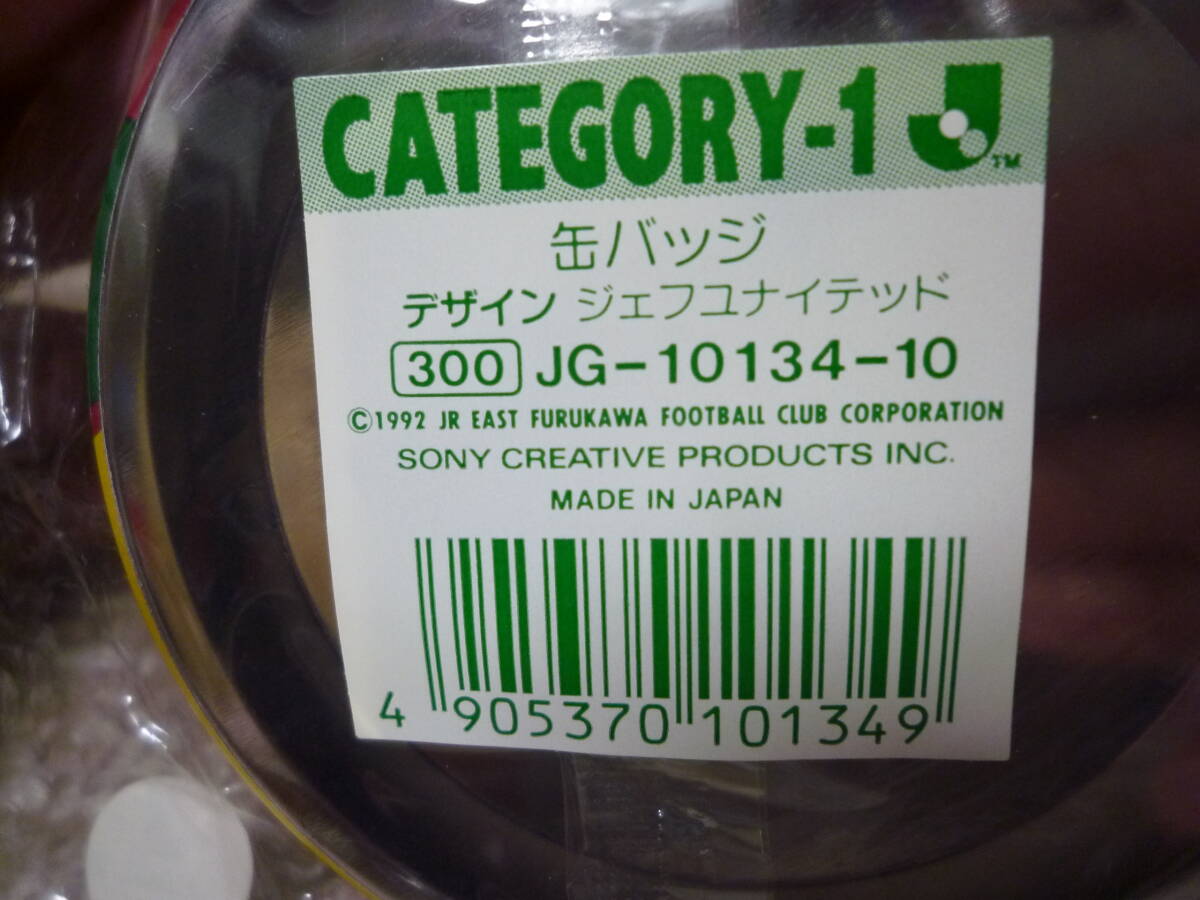 CATEGORY-1 J TM
缶バッジ
デザイン ジェフユナイテッド
300 JG-10134-10
©1992 JR EAST FURUKAWA FOOTBALL CLUB CORPORATION
SONY CREATIVE PRODUCTS INC.
MADE IN JAPAN
4 905370 101349